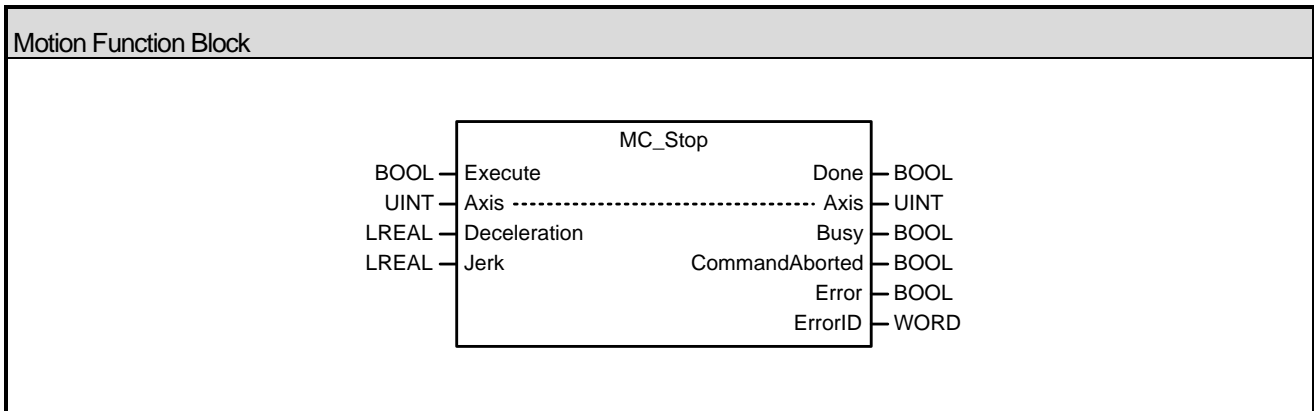 Motion Function Block
MC_Stop
BOOL Execute Done BOOL
UINT Axis Axis UINT
LREAL Deceleration Busy BOOL
LREAL Jerk CommandAborted BOOL
Error BOOL
ErrorID WORD